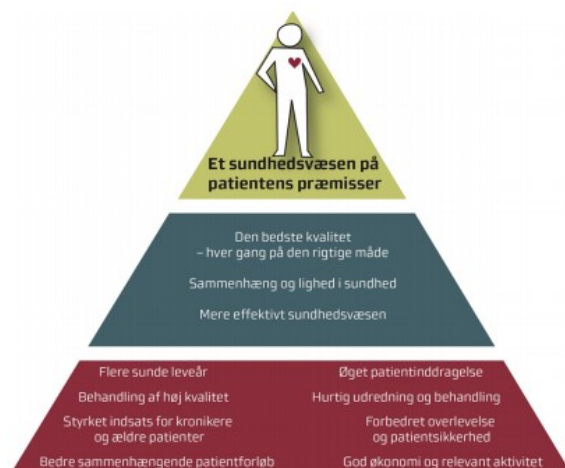 Et sundhedsvæsen på
patientens præmisser
Den bedste kvalitet
– hver gang på den rigtige måde
Sammenhæng og lighed i sundhed
Mere effektivt sundhedsvæsen
Flere sunde leveår
Behandling af høj kvalitet
Styrket indsats for kronikere
og ældre patienter
Bedre sammenhængende patientforløb
Øget patientinddragelse
Hurtig udredning og behandling
Forbedret overlevelse
og patientsikkerhed
God økonomi og relevant aktivitet